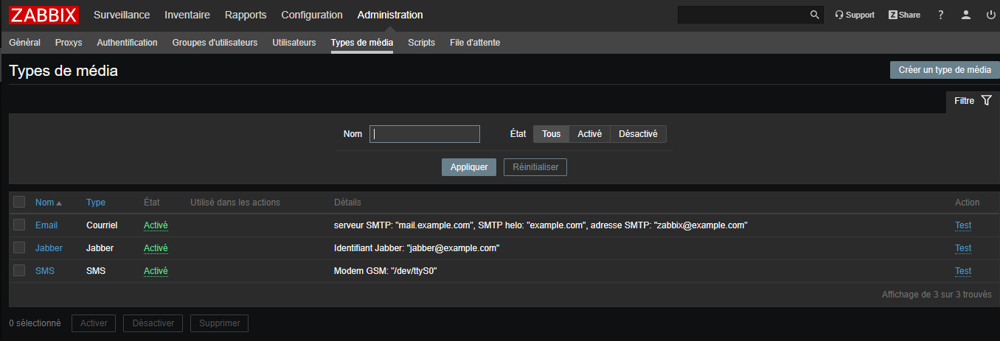 ZABBIX Surveillance Inventaire Rapports Configuration Administration Support Z Share ?
Général Proxys Authentification Groupes d'utilisateurs Utilisateurs Types de média Scripts File d'attente
Types de média Créer un type de média
Filtre
Nom État Tous Activé Désactivé
Appliquer Réinitialiser
Nom Type État Utilisé dans les actions Détails Action
Email Courriel Activé serveur SMTP: "mail.example.com", SMTP helo: "example.com", adresse SMTP: "zabbix@example.com" Test
Jabber Jabber Activé Identifiant Jabber: "jabber@example.com" Test
SMS SMS Activé Modem GSM: "/dev/ttyS0" Test
Affichage de 3 sur 3 trouvés
0 sélectionné Activer Désactiver Supprimer